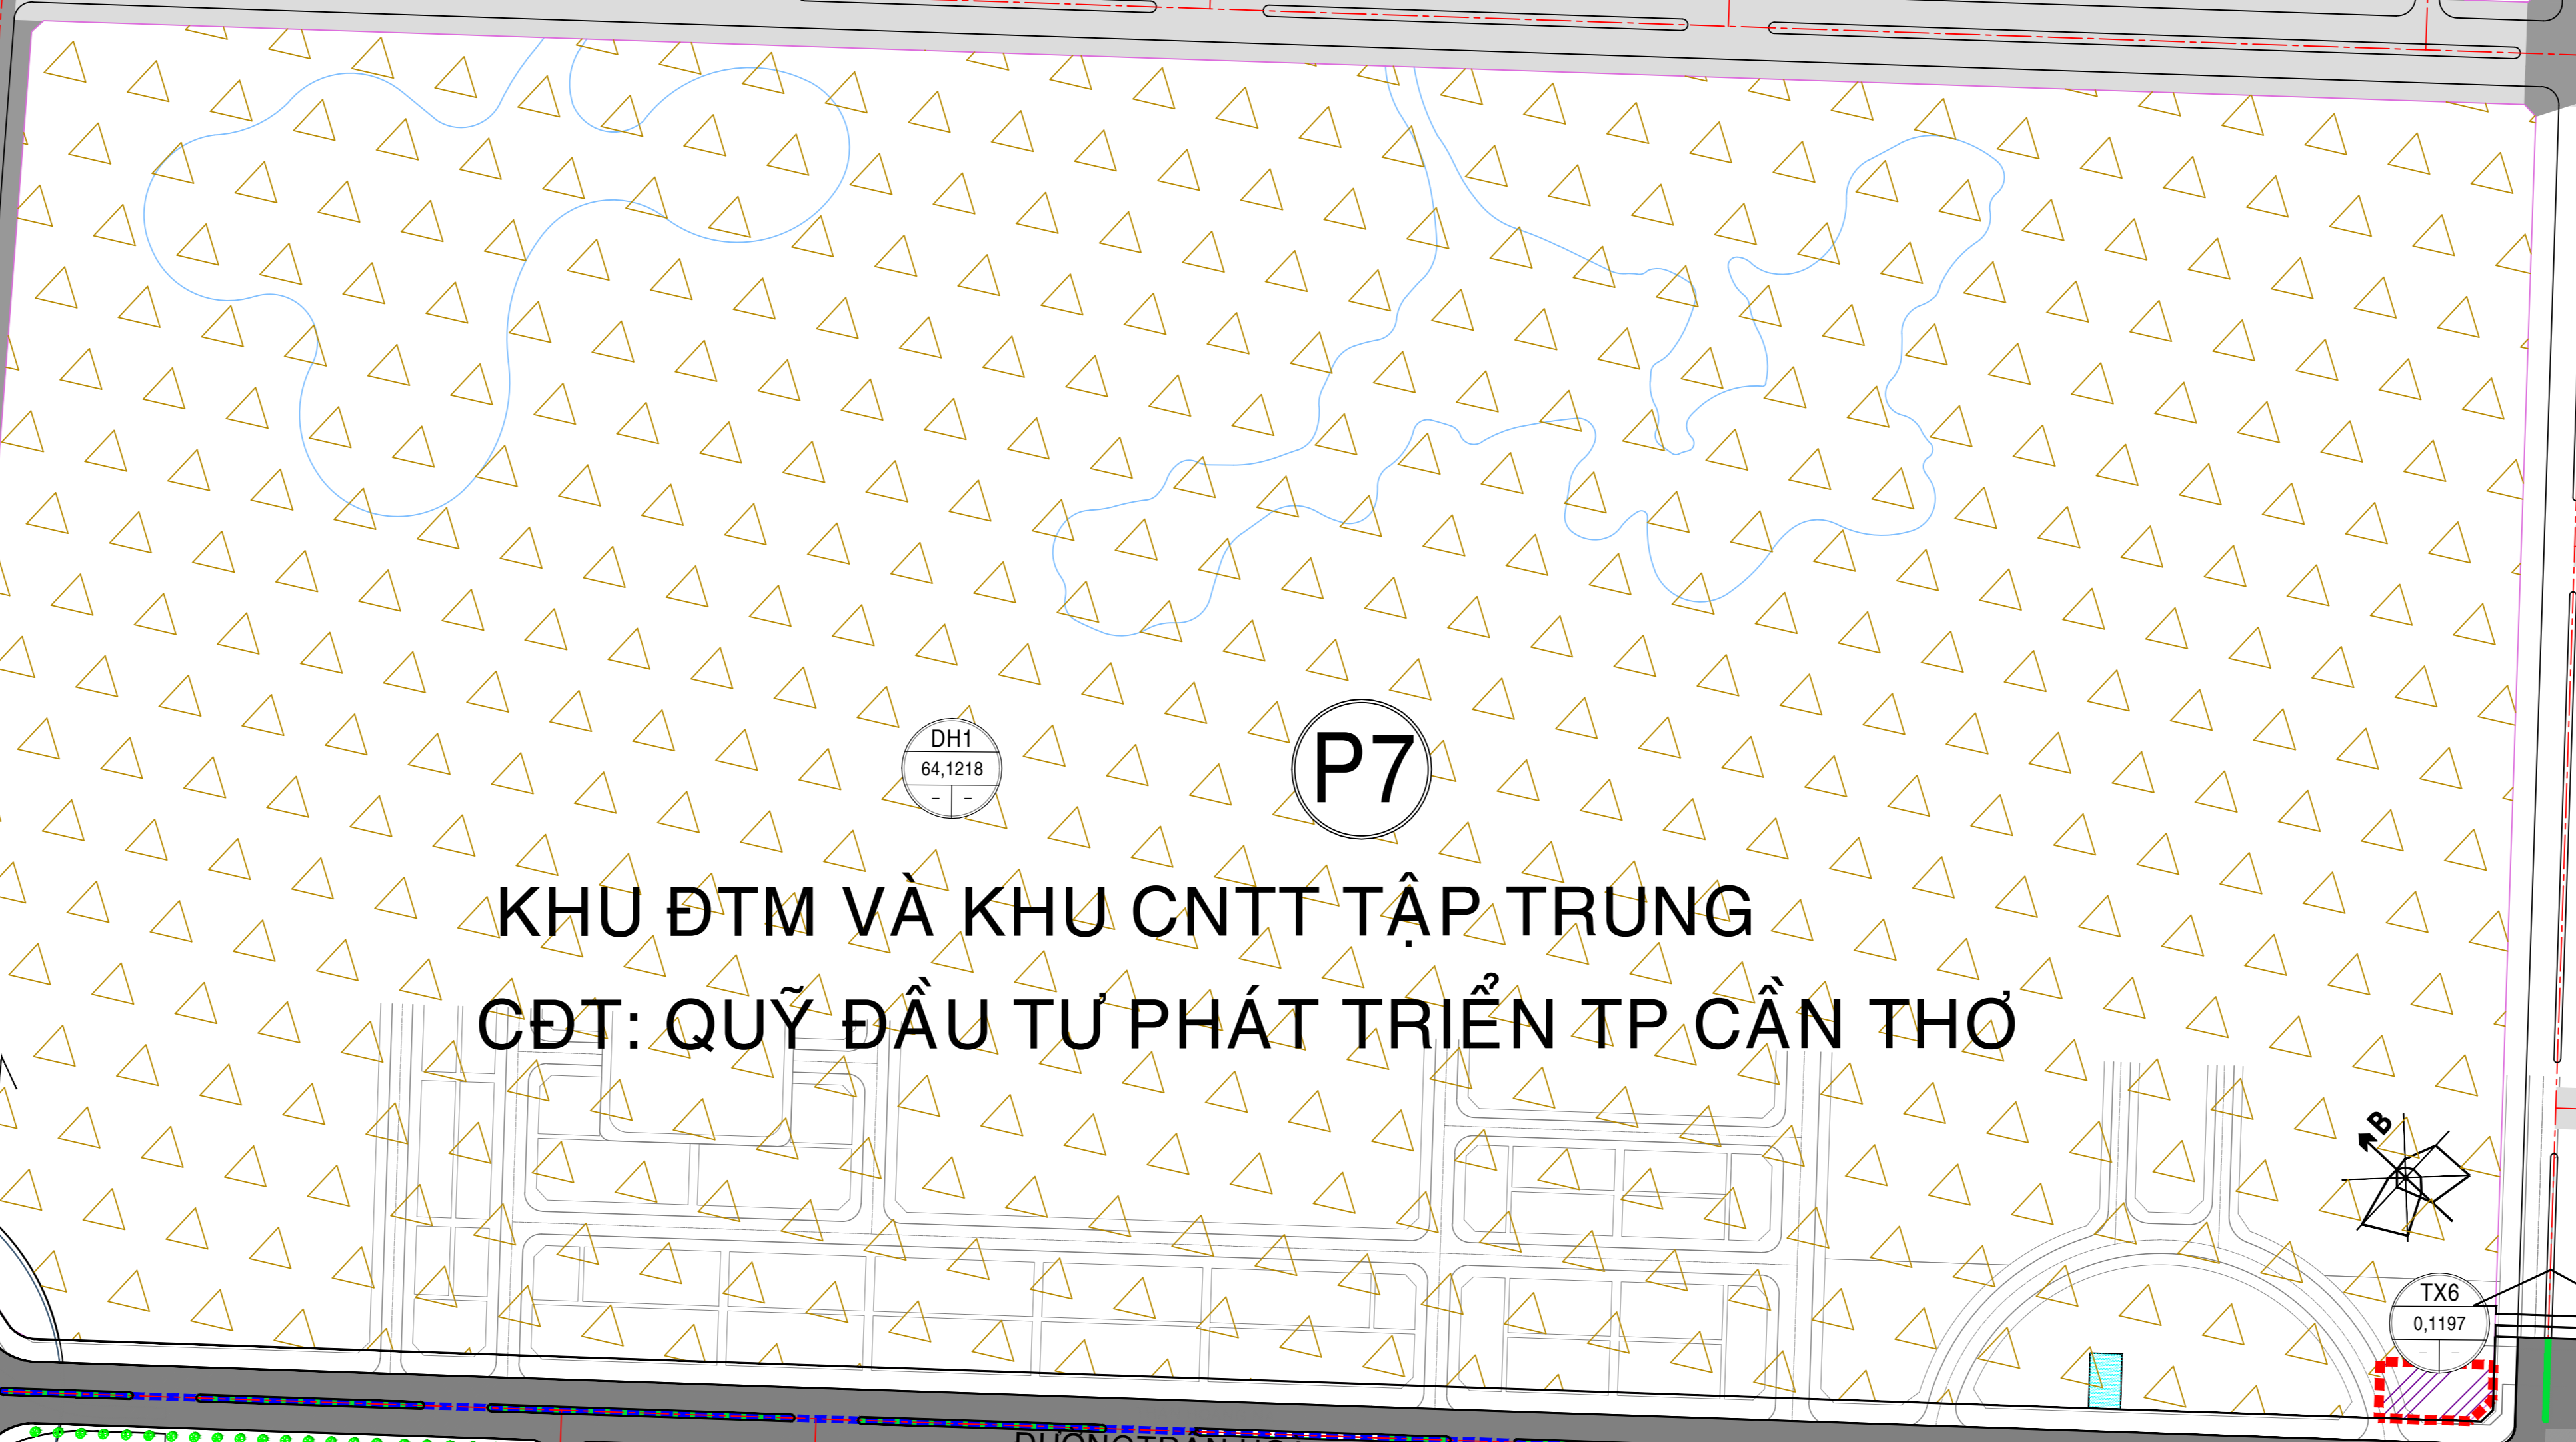 DH1
64,1218
– –
P7
KHU ĐTM VÀ KHU CNTT TẬP TRUNG
CĐT: QUỸ ĐẦU TƯ PHÁT TRIỂN TP CẦN THƠ
B
TX6
0,1197
– –